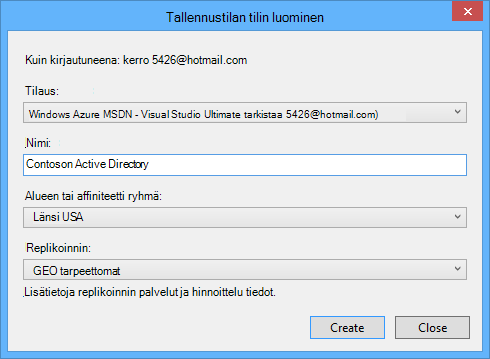 Tallennustilan tilin luominen
Kuin kirjautuneena: kerro 5426@hotmail.com
Tilaus:
Windows Azure MSDN - Visual Studio Ultimate tarkistaa 5426@hotmail.com)
Nimi:
Contoson Active Directory
Alueen tai affiniteetti ryhmä:
Länsi USA
Replikoinnin:
GEO tarpeettomat
Lisätietoja replikoinnin palvelut ja hinnoittelu tiedot.
Create
Close